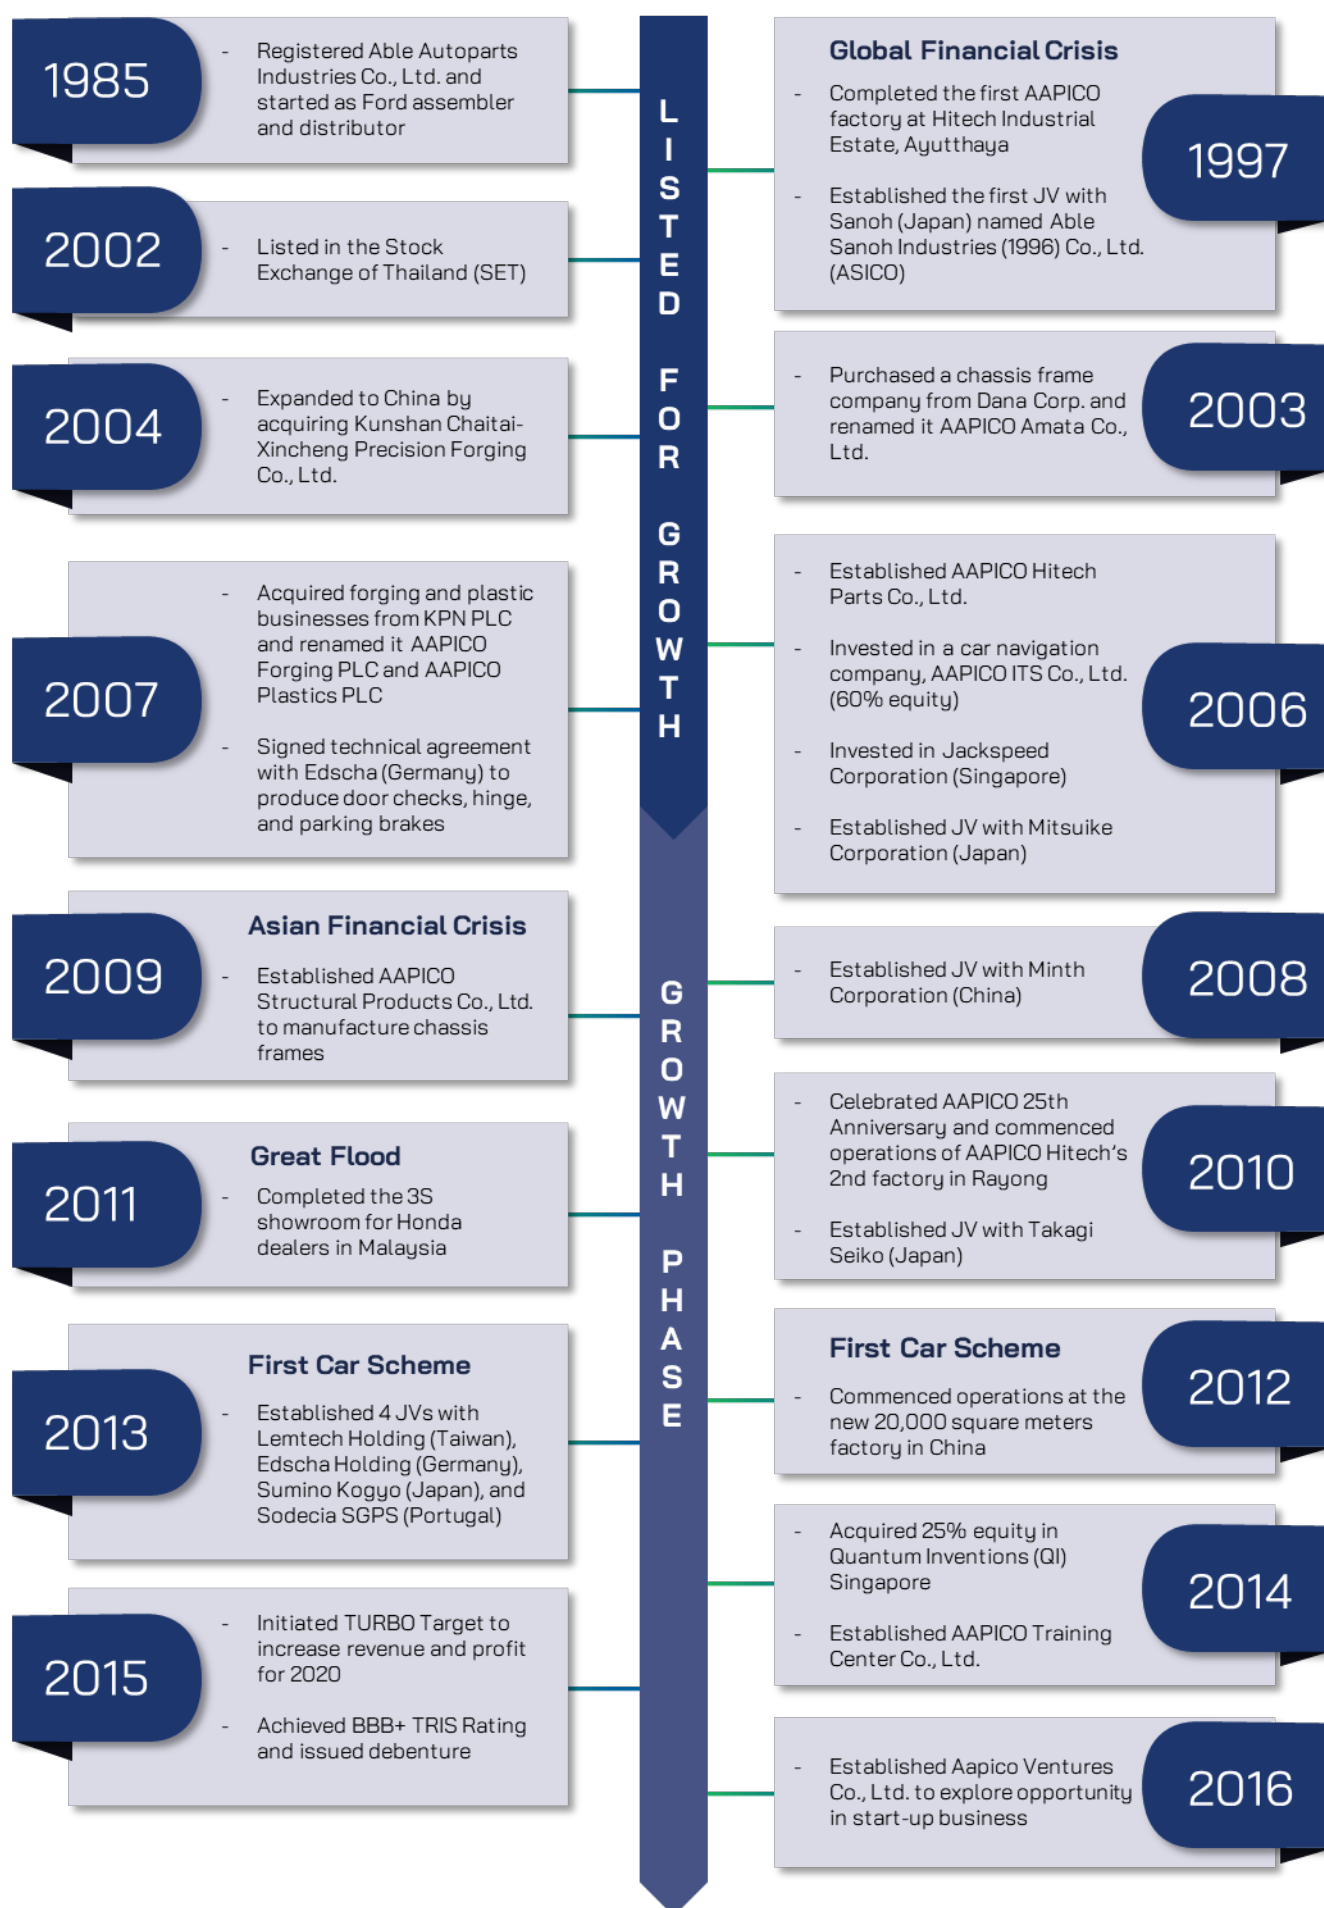 1985
- Registered Able Autoparts
Industries Co., Ltd. and
started as Ford assembler
and distributor
Global Financial Crisis
- Completed the first AAPICO
factory at Hitech Industrial
Estate, Ayutthaya
- Established the first JV with
Sanoh (Japan) named Able
Sanoh Industries (1996) Co., Ltd.
(ASICO)
1997
2002
- Listed in the Stock
Exchange of Thailand (SET)
- Purchased a chassis frame
company from Dana Corp. and
renamed it AAPICO Amata Co.,
Ltd.
2003
2004
- Expanded to China by
acquiring Kunshan Chaitai-
Xincheng Precision Forging
Co., Ltd.
- Established AAPICO Hitech
Parts Co., Ltd.
- Invested in a car navigation
company, AAPICO ITS Co., Ltd.
(60% equity)
- Invested in Jackspeed
Corporation (Singapore)
- Established JV with Mitsuike
Corporation (Japan)
2006
2007
- Acquired forging and plastic
businesses from KPN PLC
and renamed it AAPICO
Forging PLC and AAPICO
Plastics PLC
- Signed technical agreement
with Edscha (Germany) to
produce door checks, hinge,
and parking brakes
LISTED FOR GROWTH
- Established JV with Minth
Corporation (China)
2008
Asian Financial Crisis
2009
- Established AAPICO
Structural Products Co., Ltd.
to manufacture chassis
frames
- Celebrated AAPICO 25th
Anniversary and commenced
operations of AAPICO Hitech's
2nd factory in Rayong
- Established JV with Takagi
Seiko (Japan)
2010
Great Flood
2011
- Completed the 3S
showroom for Honda
dealers in Malaysia
First Car Scheme
- Commenced operations at the
new 20,000 square meters
factory in China
2012
First Car Scheme
2013
- Established 4 JVs with
Lemtech Holding (Taiwan),
Edscha Holding (Germany),
Sumino Kogyo (Japan), and
Sodecia SGPS (Portugal)
- Acquired 25% equity in
Quantum Inventions (QI)
Singapore
- Established AAPICO Training
Center Co., Ltd.
2014
2015
- Initiated TURBO Target to
increase revenue and profit
for 2020
- Achieved BBB+ TRIS Rating
and issued debenture
- Established Aapico Ventures
Co., Ltd. to explore opportunity
in start-up business
2016
GROWTH PHASE